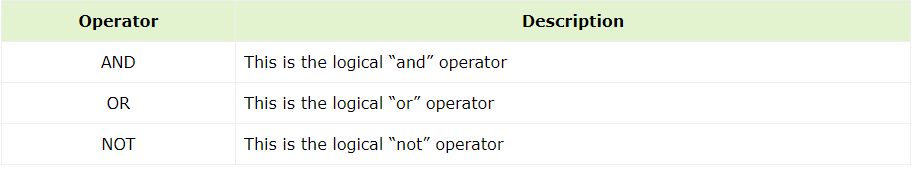 Operator Description
AND This is the logical “and” operator
OR This is the logical “or” operator
NOT This is the logical “not” operator